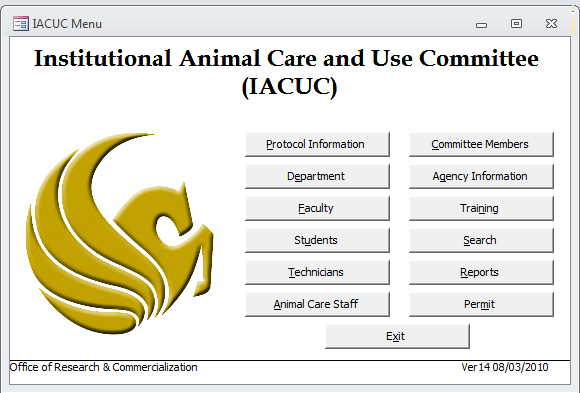 IACUC Menu
Institutional Animal Care and Use Committee
(IACUC)
Protocol Information
Committee Members
Department
Agency Information
Faculty
Training
Students
Search
Technicians
Reports
Animal Care Staff
Permit
Exit
Office of Research & Commercialization
Ver14 08/03/2010